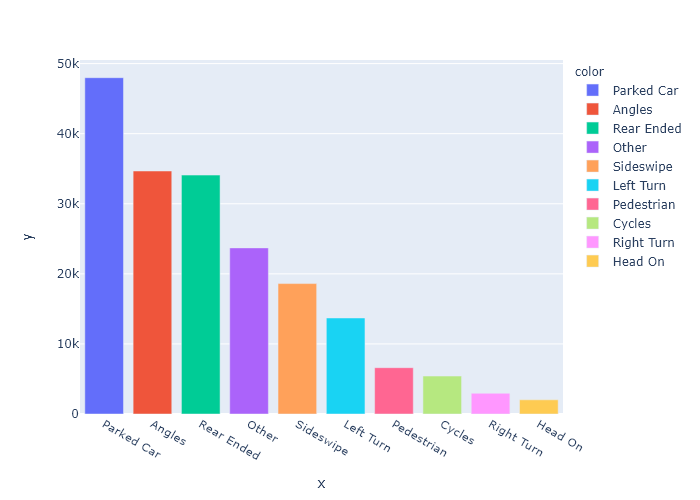 50k
40k
30k
20k
10k
0
y
Parked Car
Angles
Rear Ended
Other
Sideswipe
Left Turn
Pedestrian
Cycles
Right Turn
Head On
x
color
Parked Car
Angles
Rear Ended
Other
Sideswipe
Left Turn
Pedestrian
Cycles
Right Turn
Head On